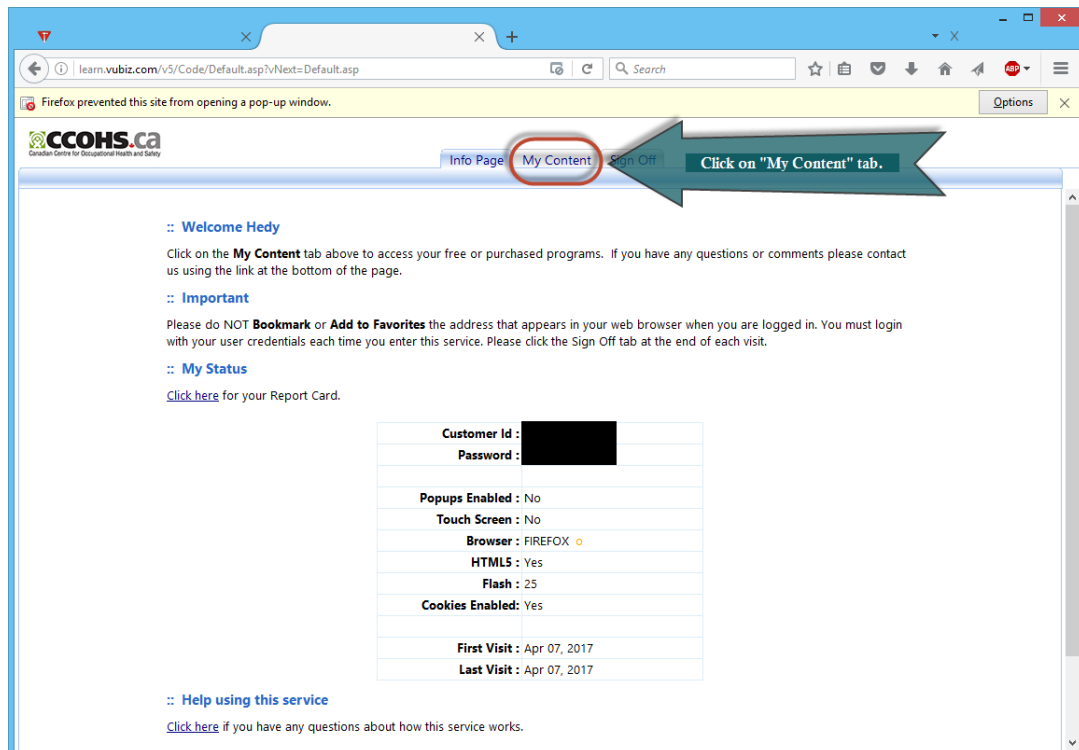 learn.vubiz.com/v5/Code/Default.asp?vNext=Default.asp
Search
ABP
Firefox prevented this site from opening a pop-up window.
Options
CCOHS.ca
Canadian Centre for Occupational Health and Safety
Info Page
My Content
Sign Off
Click on "My Content" tab.
:: Welcome Hedy
Click on the My Content tab above to access your free or purchased programs. If you have any questions or comments please contact
us using the link at the bottom of the page.
:: Important
Please do NOT Bookmark or Add to Favorites the address that appears in your web browser when you are logged in. You must login
with your user credentials each time you enter this service. Please click the Sign Off tab at the end of each visit.
:: My Status
Click here for your Report Card.
Customer Id :
Password :
Popups Enabled : No
Touch Screen : No
Browser : FIREFOX o
HTML5 : Yes
Flash : 25
Cookies Enabled: Yes
First Visit : Apr 07, 2017
Last Visit : Apr 07, 2017
:: Help using this service
Click here if you have any questions about how this service works.